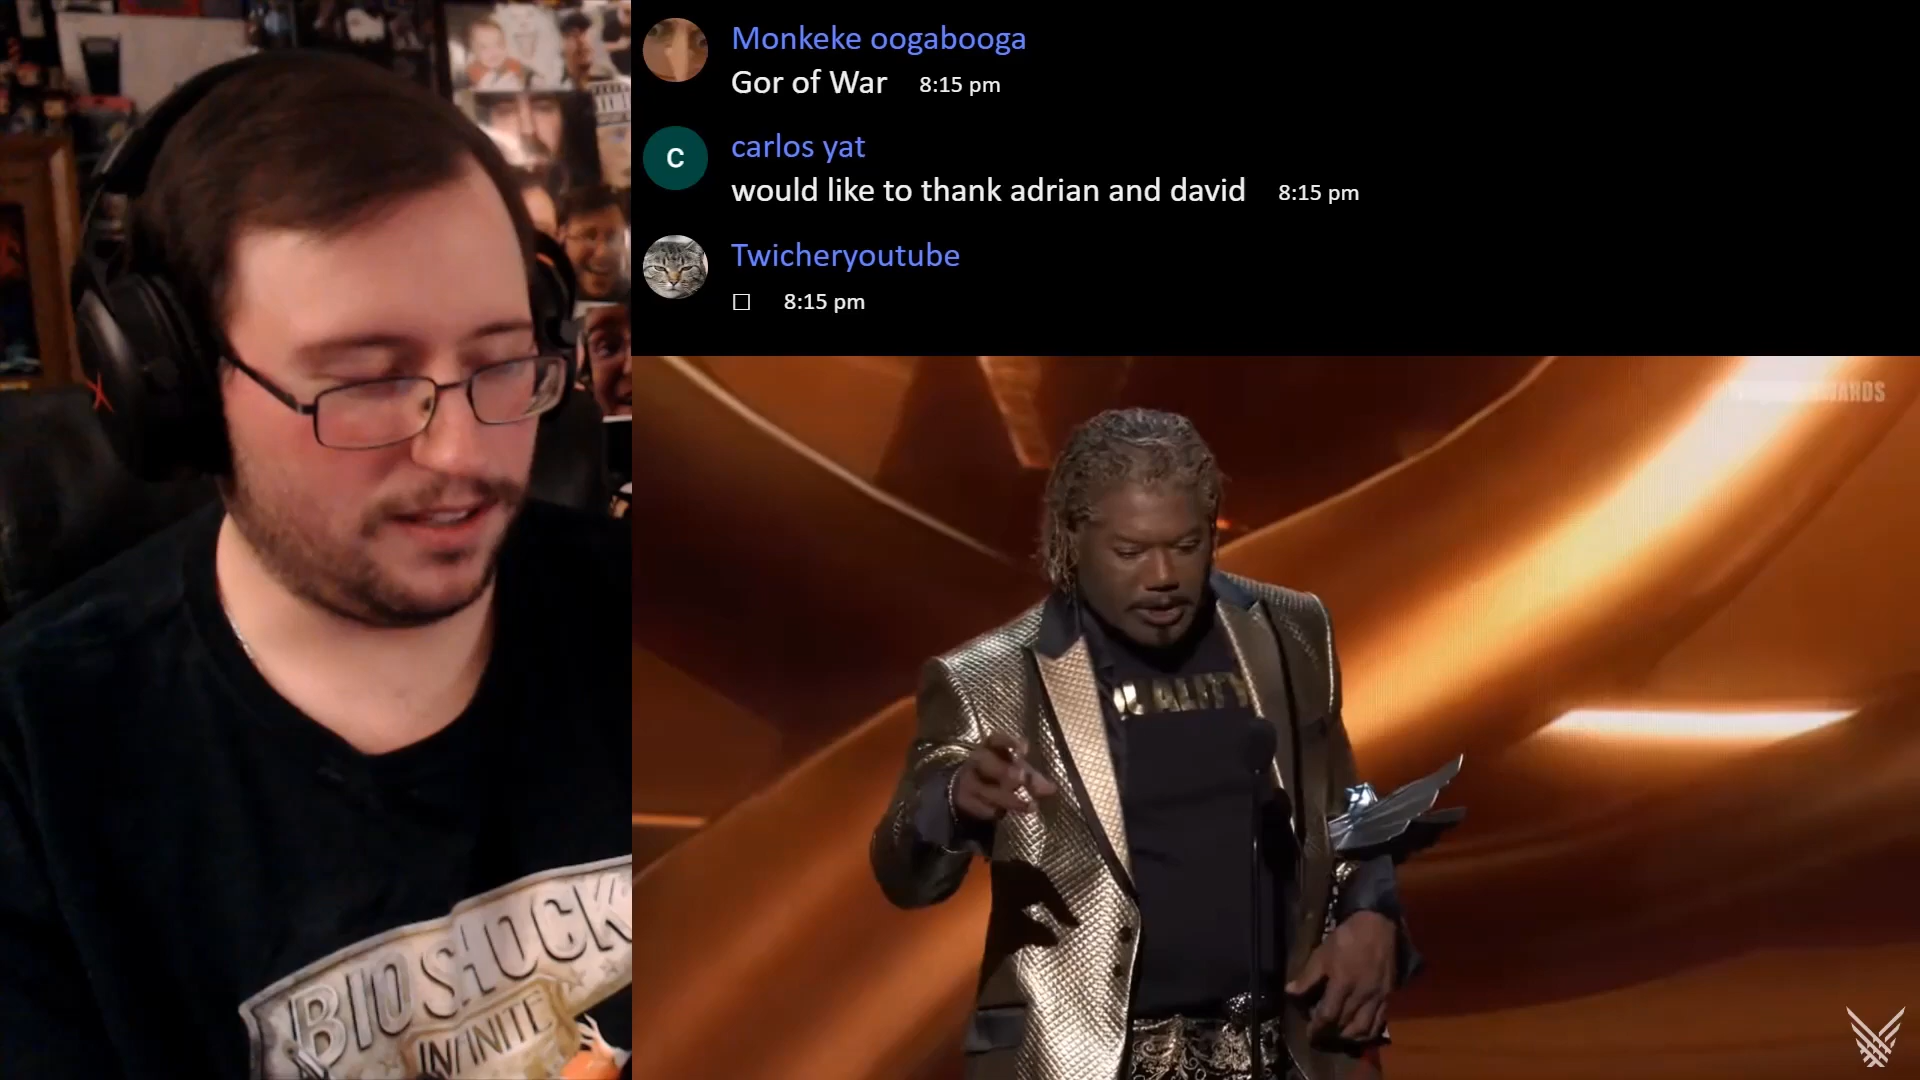 Monkeke oogabooga
Gor of War 8:15 pm
C
carlos yat
would like to thank adrian and david 8:15 pm
Twicheryoutube
8:15 pm
BIOSHOCK
INFINITE